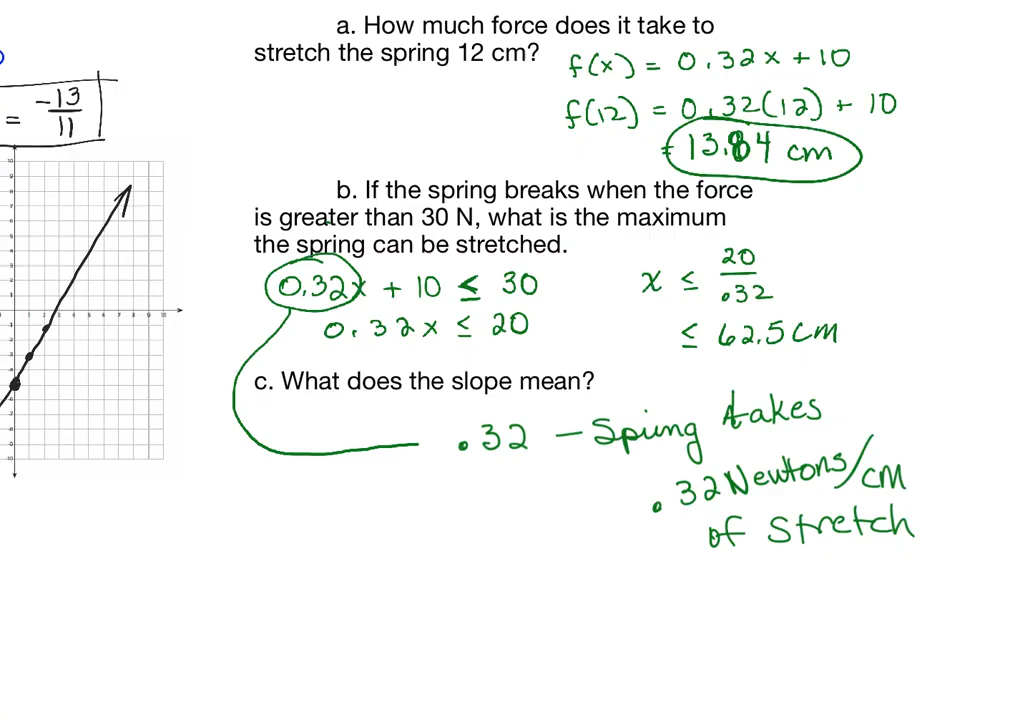 a. How much force does it take to
stretch the spring 12 cm?
f(x) = 0.32x + 10
f(12) = 0.32(12) + 10
= 13.84 cm
= -13/11
b. If the spring breaks when the force
is greater than 30 N, what is the maximum
the spring can be stretched.
0.32x + 10 ≤ 30
0.32x ≤ 20
x ≤ 20/.032
≤ 62.5 cm
c. What does the slope mean?
.32 – Spring takes
.32 Newtons/cm
of stretch